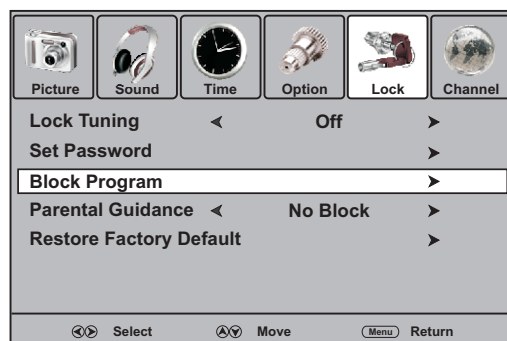 Picture Sound Time Option Lock Channel
Lock Tuning Off
Set Password
Block Program
Parental Guidance No Block
Restore Factory Default
Select Move Menu Return